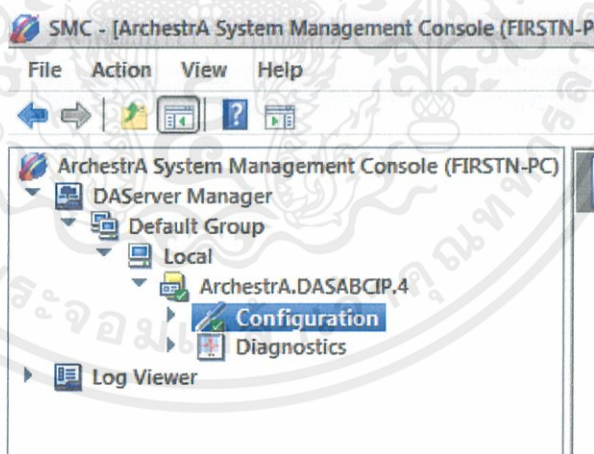 SMC - [ArchestrA System Management Console (FIRSTN-P
File Action View Help
ArchestrA System Management Console (FIRSTN-PC)
DAServer Manager
Default Group
Local
ArchestrA.DASABCIP.4
Configuration
Diagnostics
Log Viewer